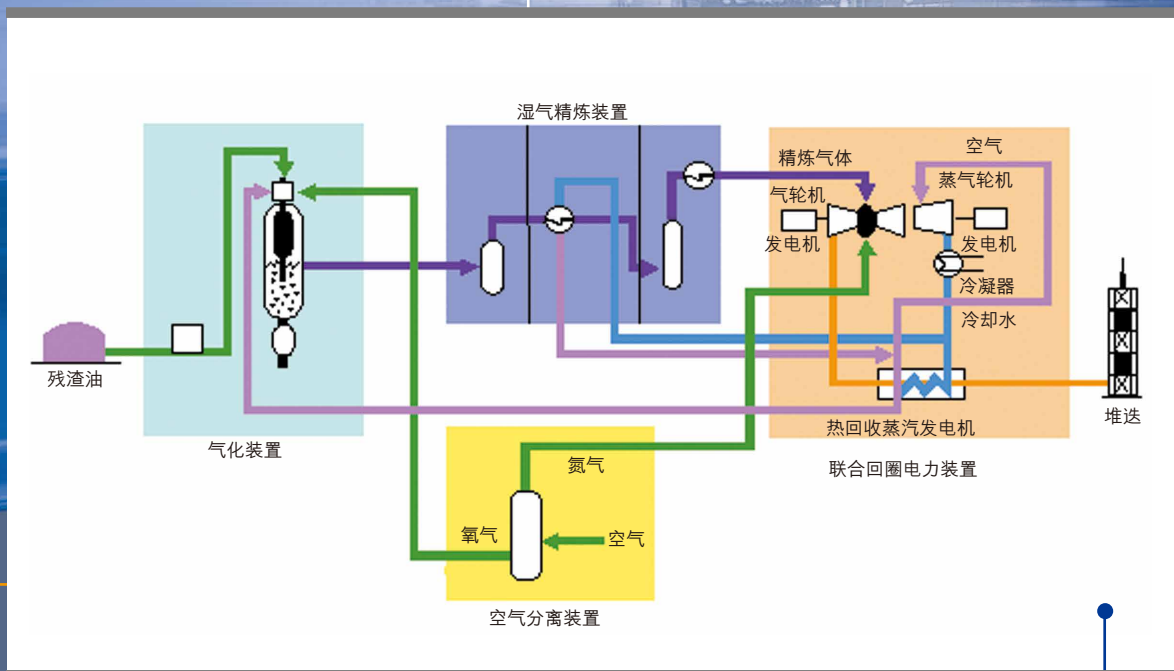 湿气精炼装置
精炼气体
空气
气轮机
蒸气轮机
发电机
发电机
冷凝器
冷却水
残渣油
热回收蒸汽发电机
堆迭
气化装置
氮气
联合回圈电力装置
氧气
空气
空气分离装置